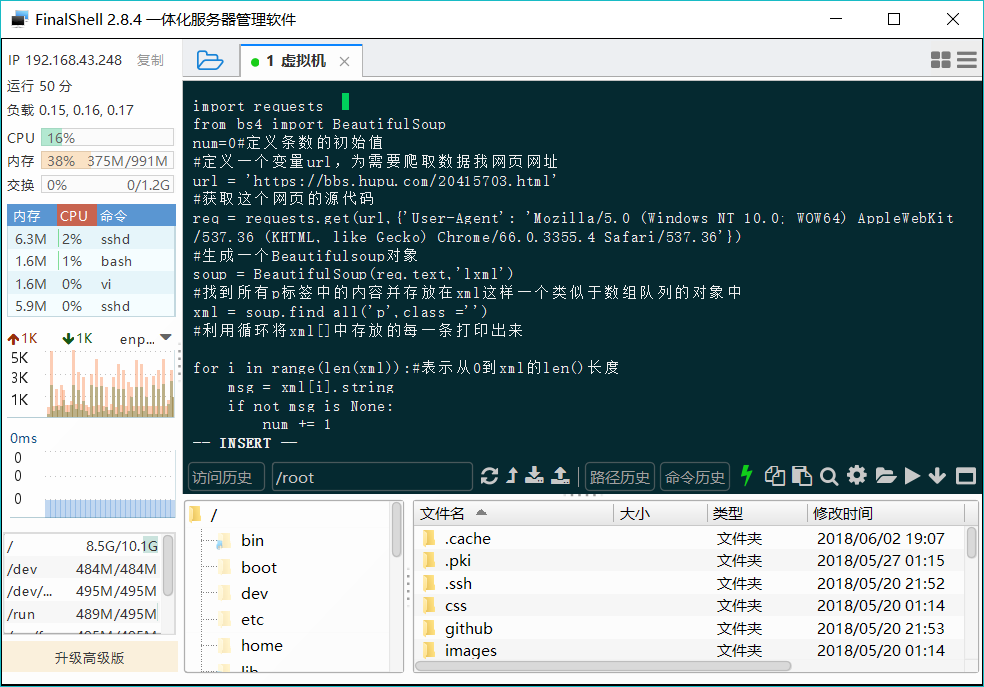 FinalShell 2.8.4 一体化服务器管理软件
IP 192.168.43.248 复制
运行 50 分
负载 0.15, 0.16, 0.17
CPU 16%
内存 38% 375M/991M
交换 0% 0/1.2G
内存 CPU 命令
6.3M 2% sshd
1.6M 1% bash
1.6M 0% vi
5.9M 0% sshd
1K 1K enp...
5K
3K
1K
0ms
0
0
0
/ 8.5G/10.1G
/dev 484M/484M
/dev/... 495M/495M
/run 489M/495M
升级高级版
1 虚拟机
import requests
from bs4 import BeautifulSoup
num=0#定义条数的初始值
#定义一个变量url，为需要爬取数据我网页网址
url = 'https://bbs.hupu.com/20415703.html'
#获取这个网页的源代码
req = requests.get(url,{'User-Agent': 'Mozilla/5.0 (Windows NT 10.0; WOW64) AppleWebKit
/537.36 (KHTML, like Gecko) Chrome/66.0.3355.4 Safari/537.36'})
#生成一个Beautifulsoup对象
soup = BeautifulSoup(req.text,'lxml')
#找到所有p标签中的内容并存放在xml这样一个类似于数组队列的对象中
xml = soup.find_all('p',class_='')
#利用循环将xml[]中存放的每一条打印出来
for i in range(len(xml)):#表示从0到xml的len()长度
msg = xml[i].string
if not msg is None:
num += 1
-- INSERT --
访问历史 /root 路径历史 命令历史
/
bin
boot
dev
etc
home
lib
文件名 大小 类型 修改时间
.cache 文件夹 2018/06/02 19:07
.pki 文件夹 2018/05/27 01:15
.ssh 文件夹 2018/05/20 21:52
css 文件夹 2018/05/20 01:14
github 文件夹 2018/05/20 21:53
images 文件夹 2018/05/20 01:14